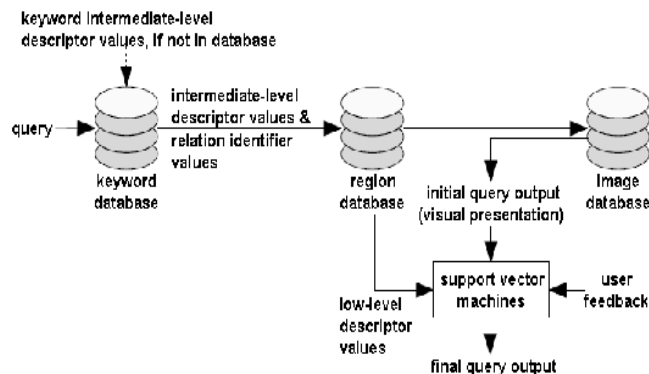 keyword intermediate-level
descriptor values, if not in database
query
intermediate-level
descriptor values &
relation identifier
values
keyword
database
region
database
image
database
initial query output
(visual presentation)
support vector
machines
user
feedback
low-level
descriptor
values
final query output